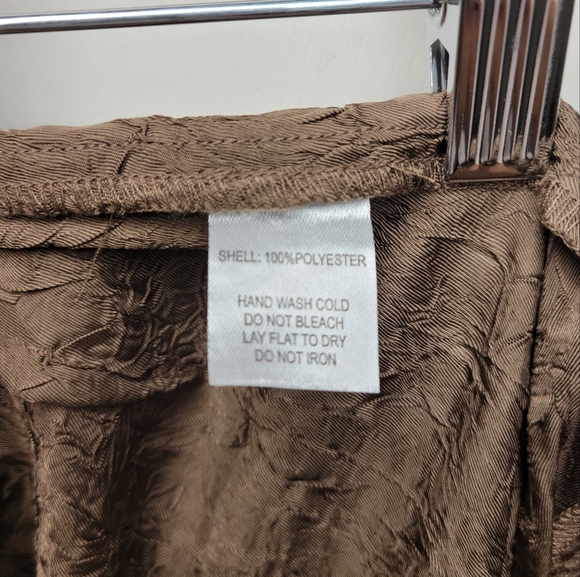 SHELL: 100%POLYESTER
HAND WASH COLD
DO NOT BLEACH
LAY FLAT TO DRY
DO NOT IRON